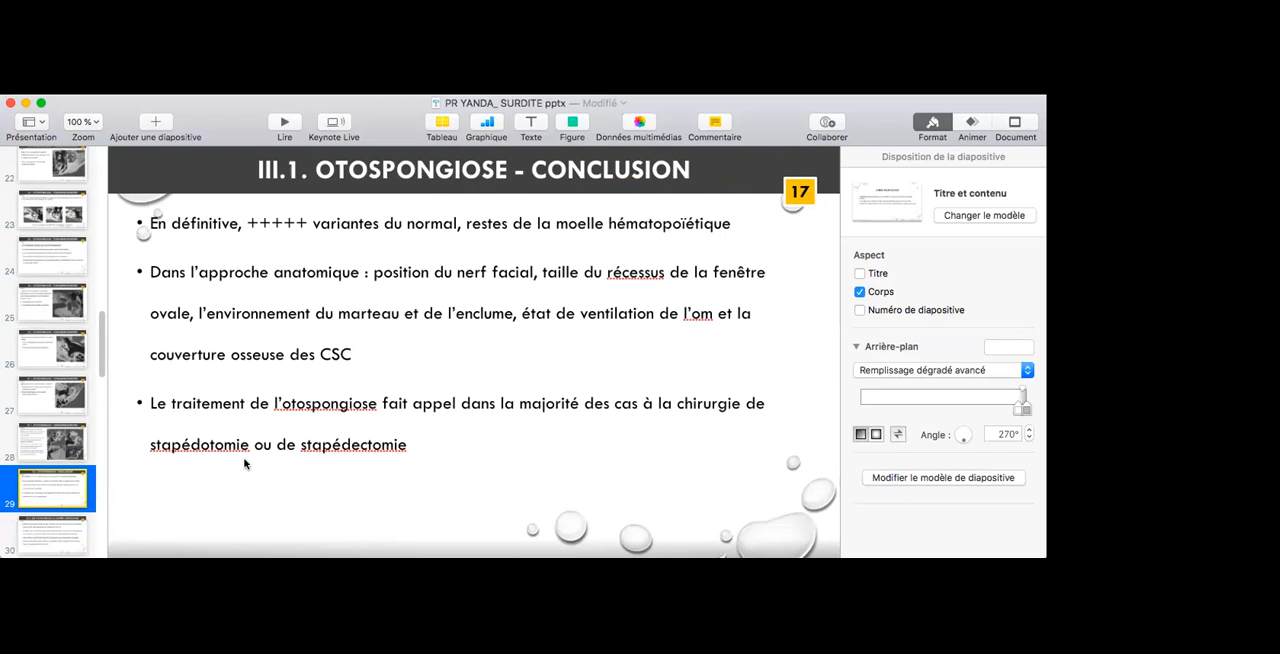 PR YANDA_ SURDITE pptx — Modifié
100 %
Présentation Zoom Ajouter une diapositive Lire Keynote Live Tableau Graphique Texte Figure Données multimédias Commentaire Collaborer Format Animer Document
III.1. OTOSPONGIOSE - CONCLUSION
17
• En définitive, +++++ variantes du normal, restes de la moelle hématopoïétique
• Dans l'approche anatomique : position du nerf facial, taille du récessus de la fenêtre
ovale, l'environnement du marteau et de l'enclume, état de ventilation de l'om et la
couverture osseuse des CSC
• Le traitement de l'otospongiose fait appel dans la majorité des cas à la chirurgie de
stapédotomie ou de stapédectomie
22
23
24
25
26
27
28
29
30
Disposition de la diapositive
Titre et contenu
Changer le modèle
Aspect
Titre
Corps
Numéro de diapositive
Arrière-plan
Remplissage dégradé avancé
Angle : 270°
Modifier le modèle de diapositive